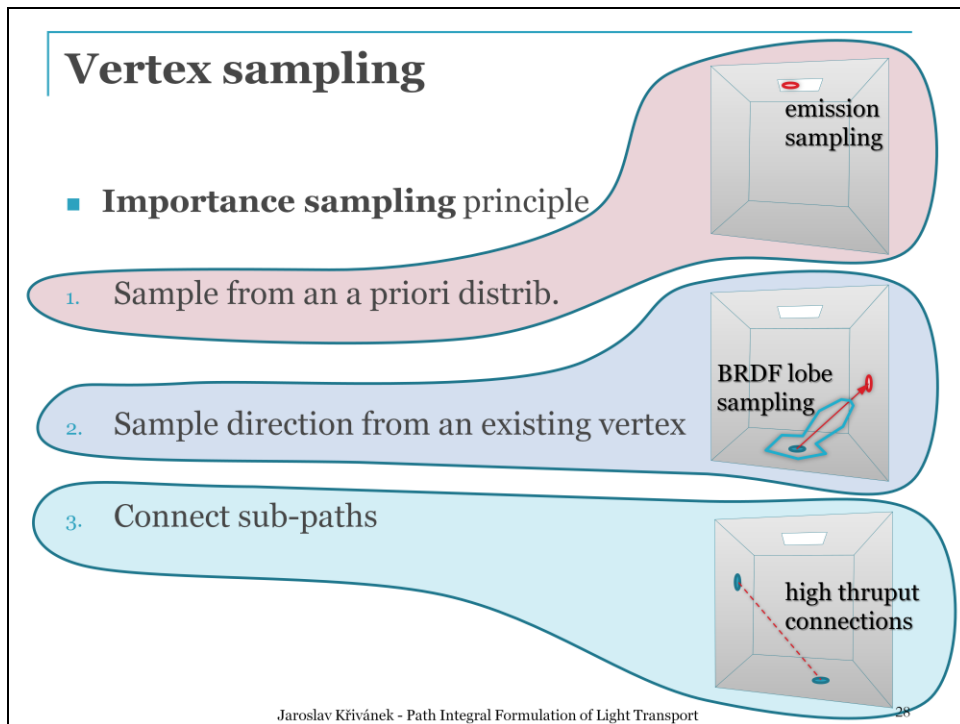 Vertex sampling
emission
sampling
■ Importance sampling principle
1. Sample from an a priori distrib.
BRDF lobe
sampling
2. Sample direction from an existing vertex
3. Connect sub-paths
high thruput
connections
Jaroslav Křivánek - Path Integral Formulation of Light Transport
28